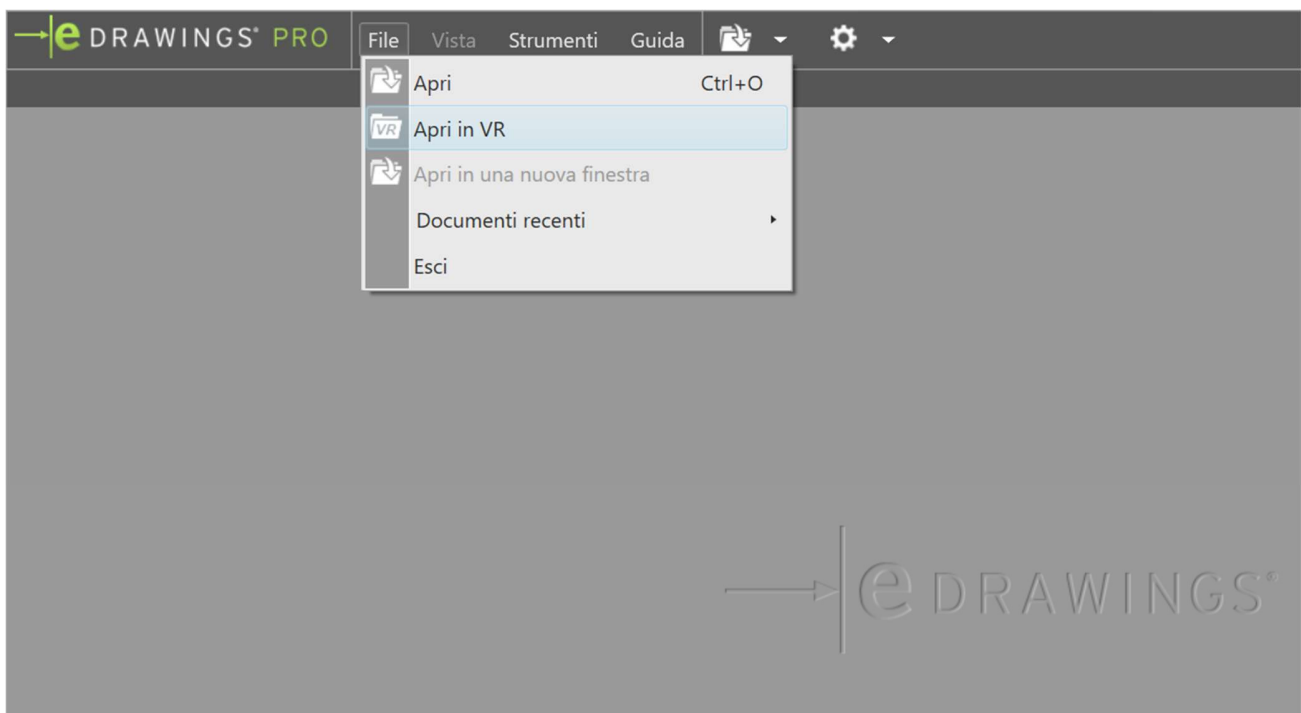 eDRAWINGS® PRO File Vista Strumenti Guida
Apri Ctrl+O
VR Apri in VR
Apri in una nuova finestra
Documenti recenti
Esci
eDRAWINGS®